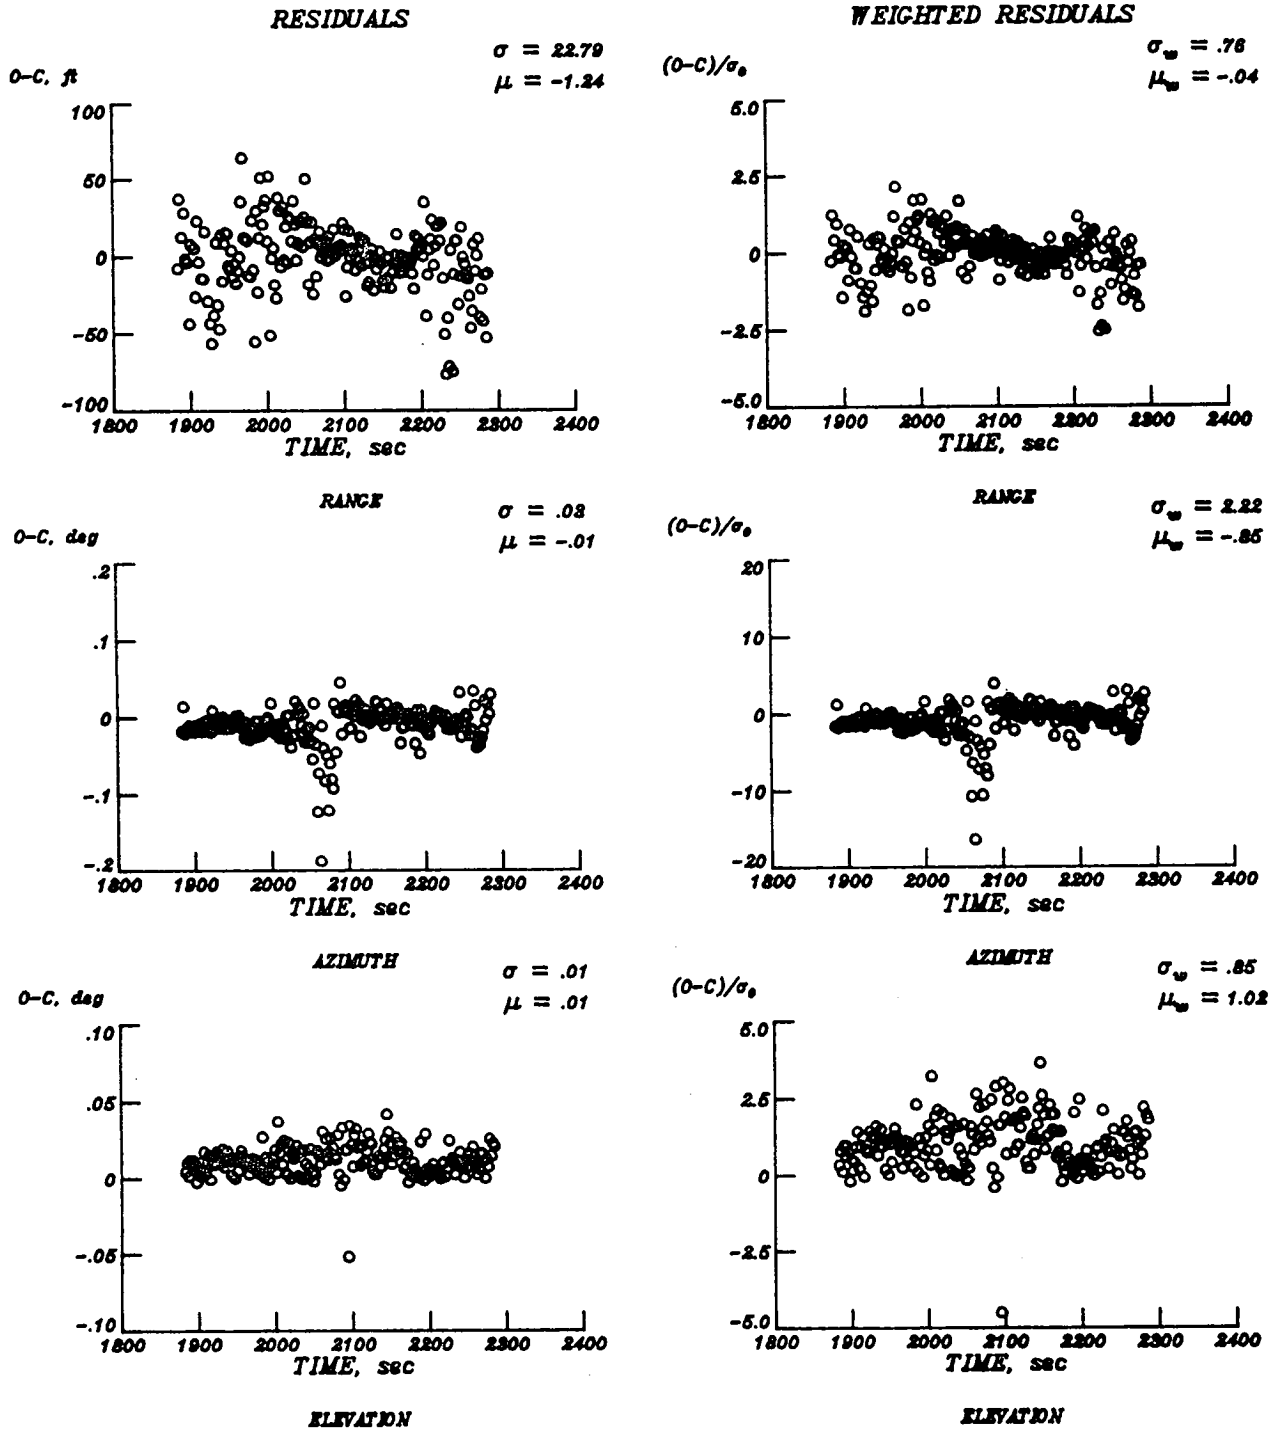 RESIDUALS
WEIGHTED RESIDUALS
σ = 22.79
μ = -1.24
O-C, ft
100
50
0
-50
-100
1800 1900 2000 2100 2200 2300 2400
TIME, sec
RANGE
σw = .76
μw = -.04
(O-C)/σo
5.0
2.5
0
-2.5
-5.0
1800 1900 2000 2100 2200 2300 2400
TIME, sec
RANGE
σ = .03
μ = -.01
O-C, deg
.2
.1
0
-.1
-.2
1800 1900 2000 2100 2200 2300 2400
TIME, sec
AZIMUTH
σw = 2.22
μw = -.85
(O-C)/σo
20
10
0
-10
-20
1800 1900 2000 2100 2200 2300 2400
TIME, sec
AZIMUTH
σ = .01
μ = .01
O-C, deg
.10
.05
0
-.05
-.10
1800 1900 2000 2100 2200 2300 2400
TIME, sec
ELEVATION
σw = .85
μw = 1.02
(O-C)/σo
5.0
2.5
0
-2.5
-5.0
1800 1900 2000 2100 2200 2300 2400
TIME, sec
ELEVATION